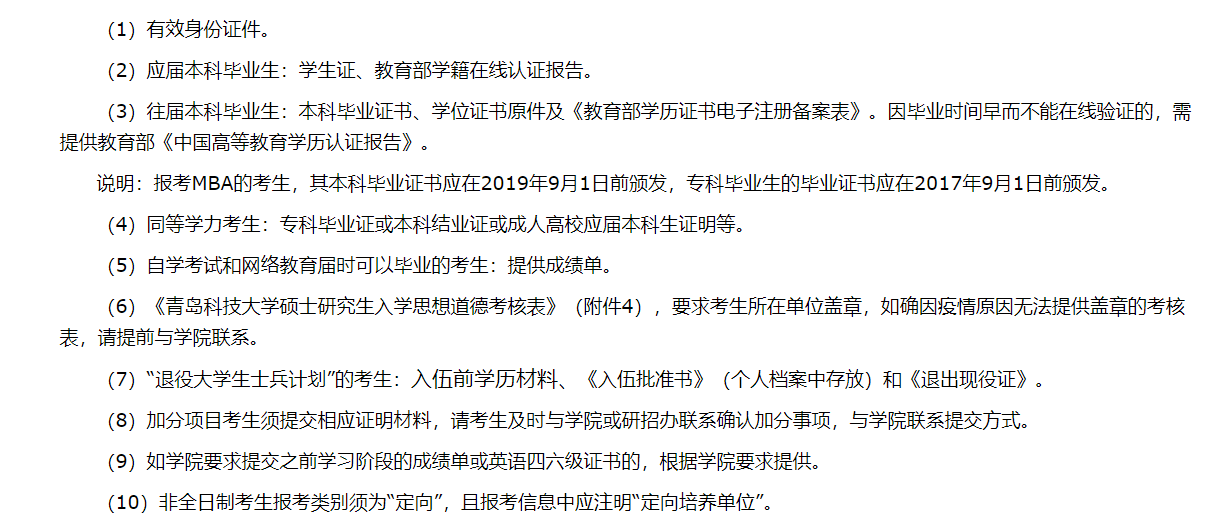 （1）有效身份证件。
（2）应届本科毕业生：学生证、教育部学籍在线认证报告。
（3）往届本科毕业生：本科毕业证书、学位证书原件及《教育部学历证书电子注册备案表》。因毕业时间早而不能在线验证的，需
提供教育部《中国高等教育学历认证报告》。
说明：报考MBA的考生，其本科毕业证书应在2019年9月1日前颁发，专科毕业生的毕业证书应在2017年9月1日前颁发。
（4）同等学力考生：专科毕业证或本科结业证或成人高校应届本科生证明等。
（5）自学考试和网络教育届时可以毕业的考生：提供成绩单。
（6）《青岛科技大学硕士研究生入学思想道德考核表》（附件4），要求考生所在单位盖章，如确因疫情原因无法提供盖章的考核
表，请提前与学院联系。
（7）“退役大学生士兵计划”的考生：入伍前学历材料、《入伍批准书》（个人档案中存放）和《退出现役证》。
（8）加分项目考生须提交相应证明材料，请考生及时与学院或研招办联系确认加分事项，与学院联系提交方式。
（9）如学院要求提交之前学习阶段的成绩单或英语四六级证书的，根据学院要求提供。
（10）非全日制考生报考类别须为“定向”，且报考信息中应注明“定向培养单位”。